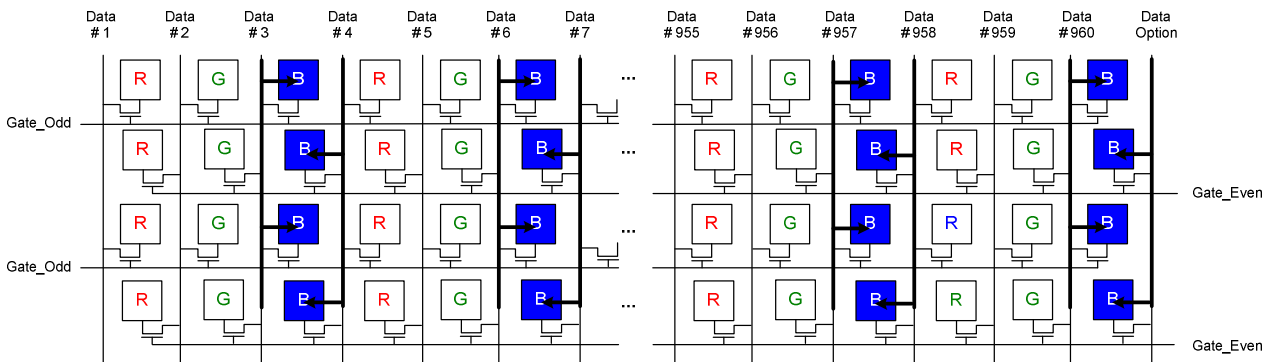 Data Data Data Data Data Data Data Data Data Data Data Data Data Data
#1 #2 #3 #4 #5 #6 #7 #955 #956 #957 #958 #959 #960 Option
R G B R G B ... R G B R G B
Gate_Odd
R G B R G B ... R G B R G B
Gate_Even
R G B R G B ... R G B R G B
Gate_Odd
R G B R G B ... R G B R G B
Gate_Even